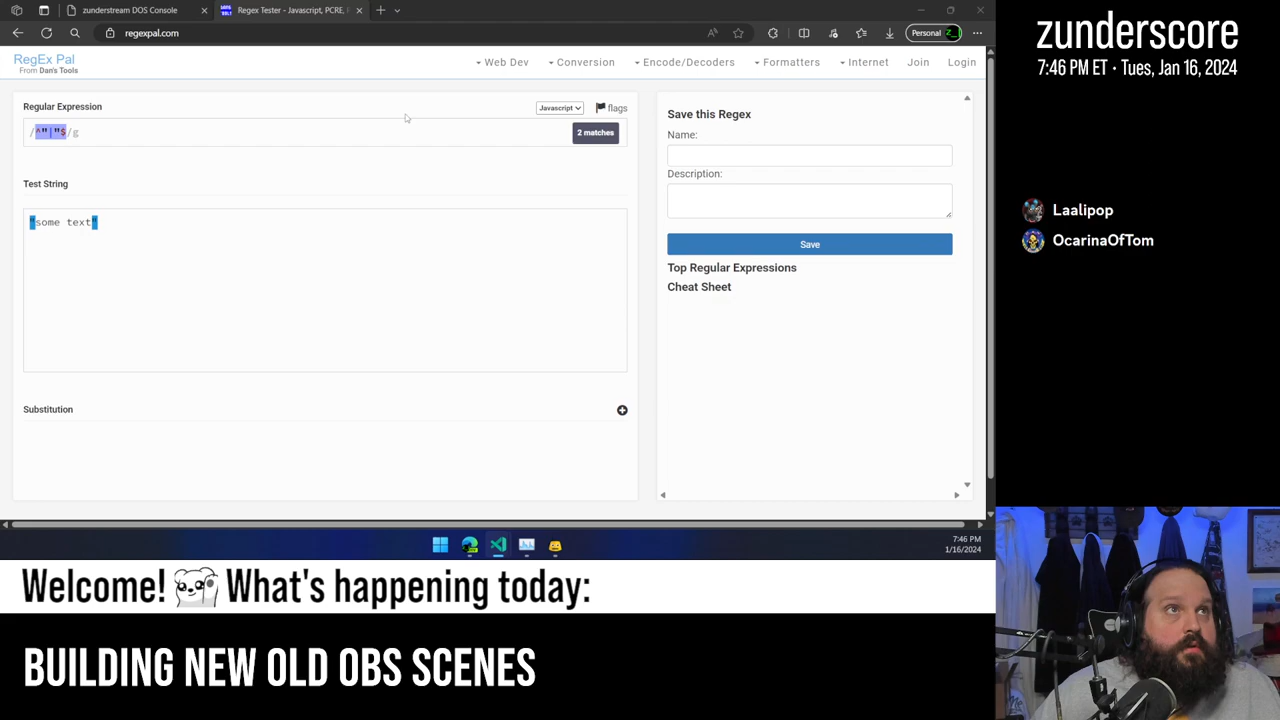 zunderstream DOS Console
Regex Tester - Javascript, PCRE, F
regexpal.com
Personal
RegEx Pal
From Dan's Tools
Web Dev
Conversion
Encode/Decoders
Formatters
Internet
Join
Login
Regular Expression
Javascript
flags
/^"|"$/g
2 matches
Test String
"some text"
Substitution
Save this Regex
Name:
Description:
Save
Top Regular Expressions
Cheat Sheet
7:46 PM
1/16/2024
zunderscore
7:46 PM ET · Tues, Jan 16, 2024
Laalipop
OcarinaOfTom
Welcome! What's happening today:
BUILDING NEW OLD OBS SCENES